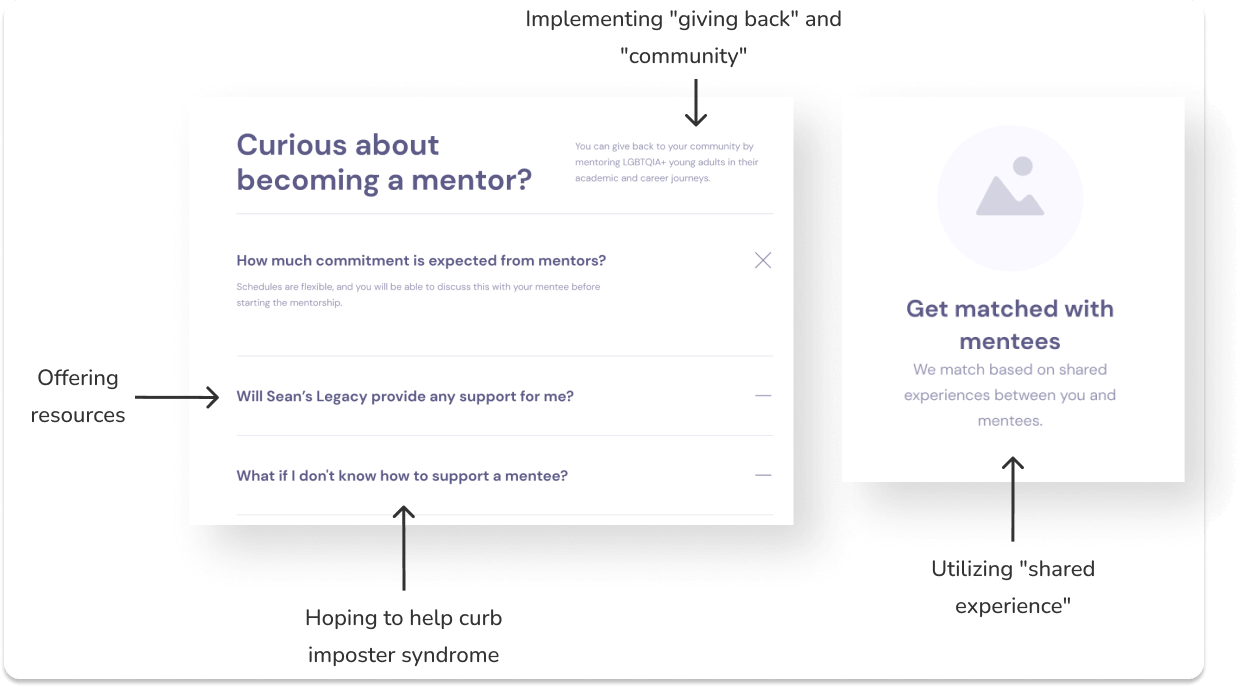 Implementing "giving back" and
"community"
Curious about
becoming a mentor?
You can give back to your community by
mentoring LGBTQIA+ young adults in their
academic and career journeys.
How much commitment is expected from mentors?
Schedules are flexible, and you will be able to discuss this with your mentee before
starting the mentorship.
Offering
resources
Will Sean’s Legacy provide any support for me?
What if I don't know how to support a mentee?
Hoping to help curb
imposter syndrome
Get matched with
mentees
We match based on shared
experiences between you and
mentees.
Utilizing "shared
experience"